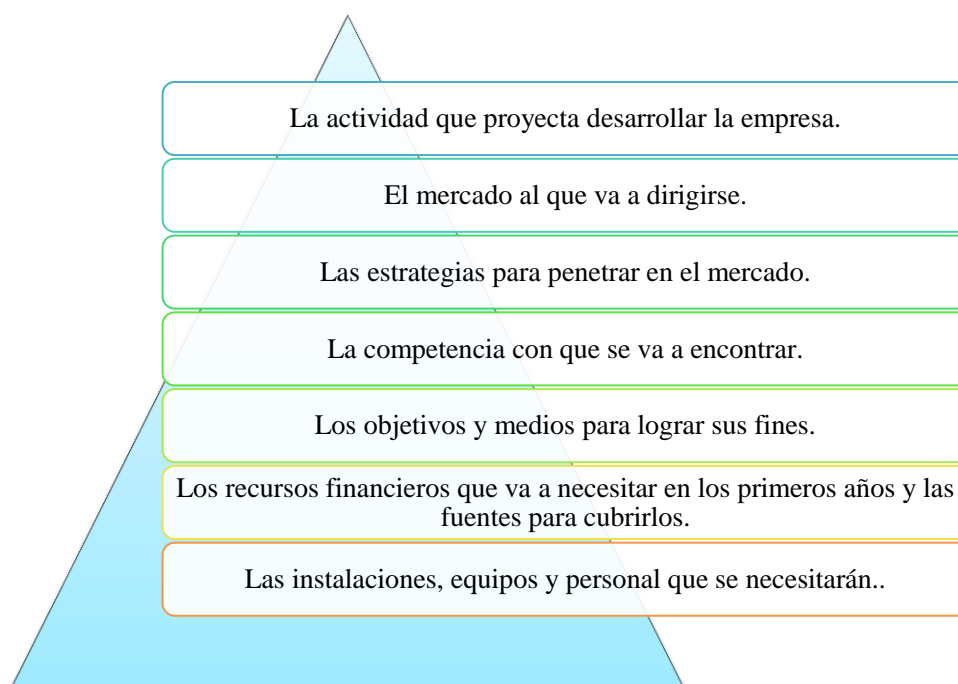 La actividad que proyecta desarrollar la empresa.
El mercado al que va a dirigirse.
Las estrategias para penetrar en el mercado.
La competencia con que se va a encontrar.
Los objetivos y medios para lograr sus fines.
Los recursos financieros que va a necesitar en los primeros años y las
fuentes para cubrirlos.
Las instalaciones, equipos y personal que se necesitarán..